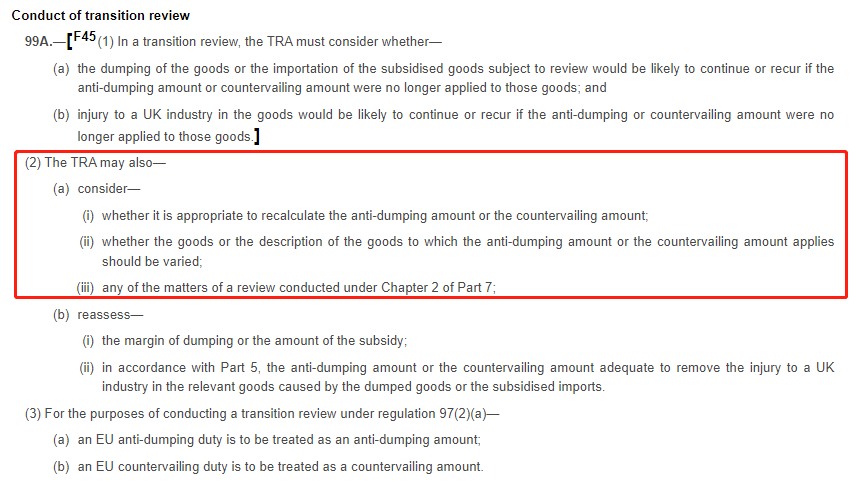 Conduct of transition review
99A.—[F45(1) In a transition review, the TRA must consider whether—
(a) the dumping of the goods or the importation of the subsidised goods subject to review would be likely to continue or recur if the
anti-dumping amount or countervailing amount were no longer applied to those goods; and
(b) injury to a UK industry in the goods would be likely to continue or recur if the anti-dumping or countervailing amount were no
longer applied to those goods.]
(2) The TRA may also—
(a) consider—
(i) whether it is appropriate to recalculate the anti-dumping amount or the countervailing amount;
(ii) whether the goods or the description of the goods to which the anti-dumping amount or the countervailing amount applies
should be varied;
(iii) any of the matters of a review conducted under Chapter 2 of Part 7;
(b) reassess—
(i) the margin of dumping or the amount of the subsidy;
(ii) in accordance with Part 5, the anti-dumping amount or the countervailing amount adequate to remove the injury to a UK
industry in the relevant goods caused by the dumped goods or the subsidised imports.
(3) For the purposes of conducting a transition review under regulation 97(2)(a)—
(a) an EU anti-dumping duty is to be treated as an anti-dumping amount;
(b) an EU countervailing duty is to be treated as a countervailing amount.